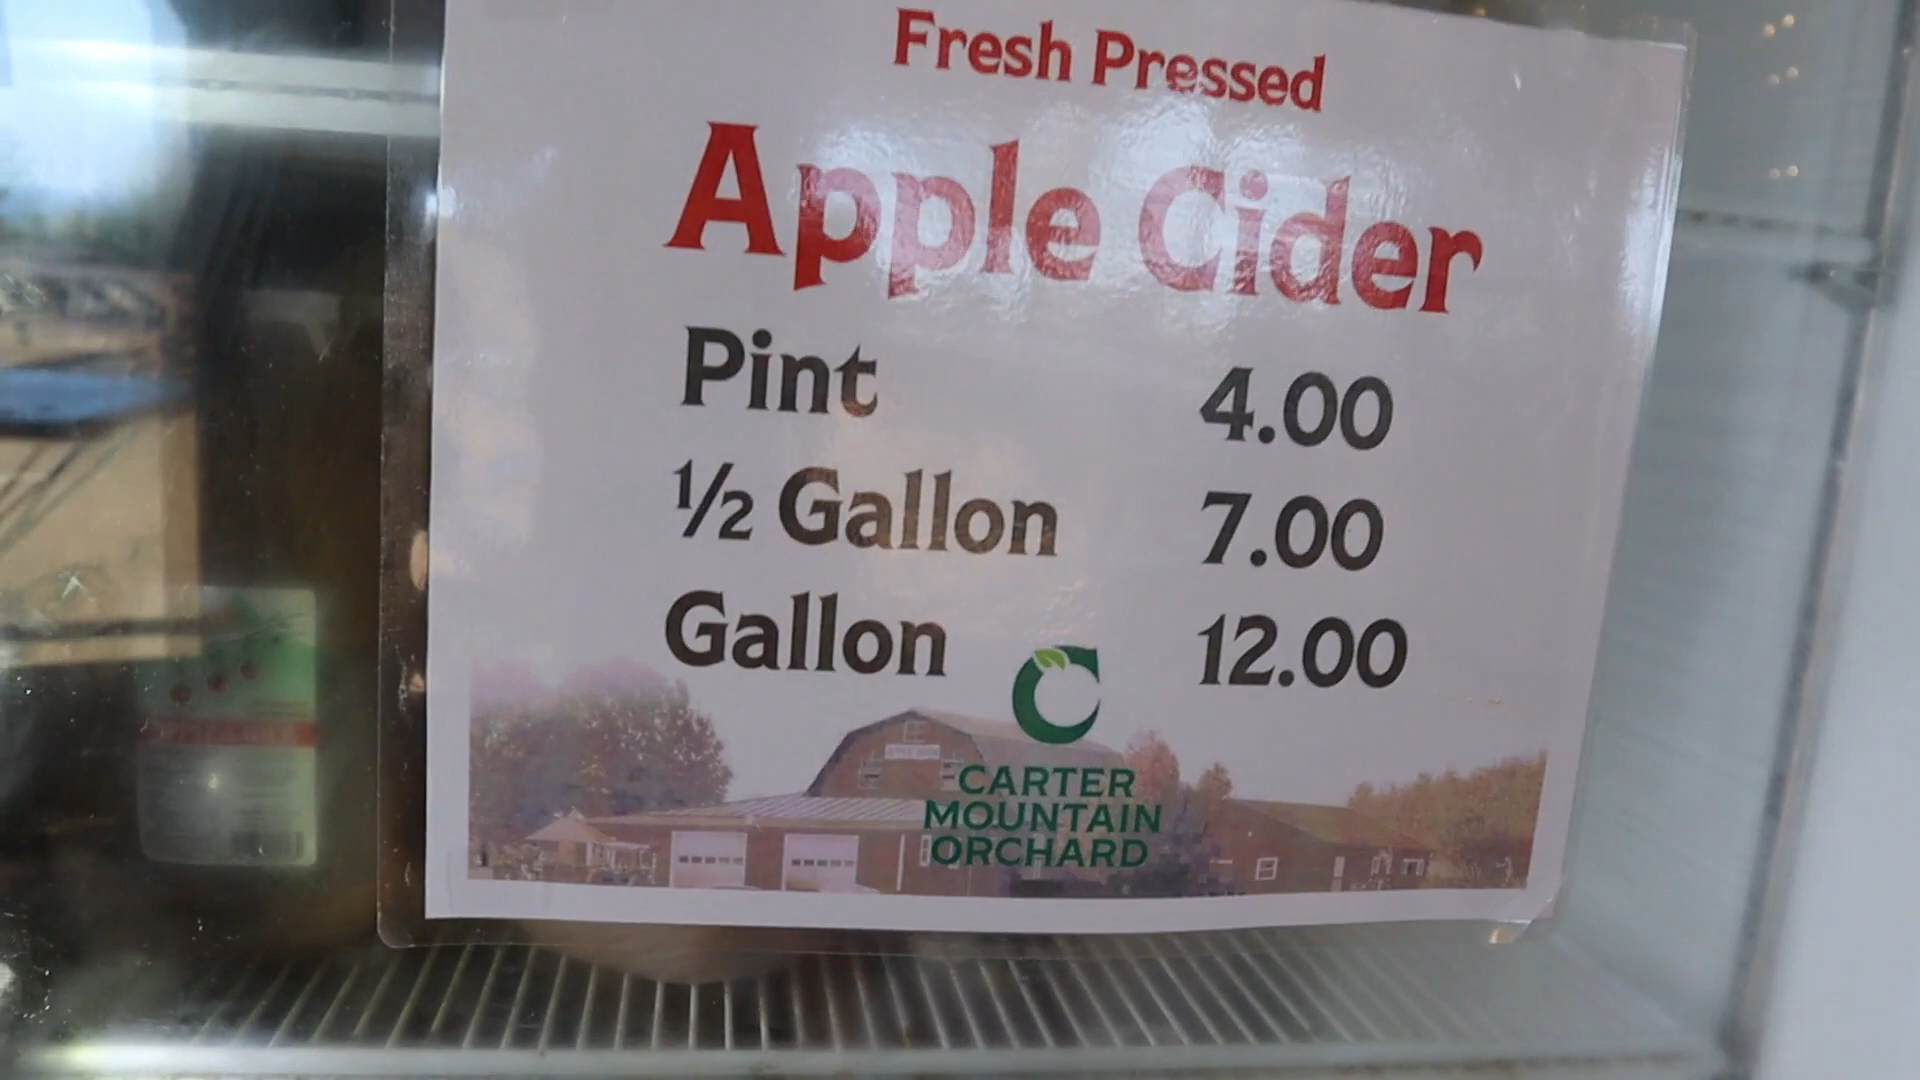 Fresh Pressed
Apple Cider
Pint 4.00
½ Gallon 7.00
Gallon 12.00
CARTER
MOUNTAIN
ORCHARD